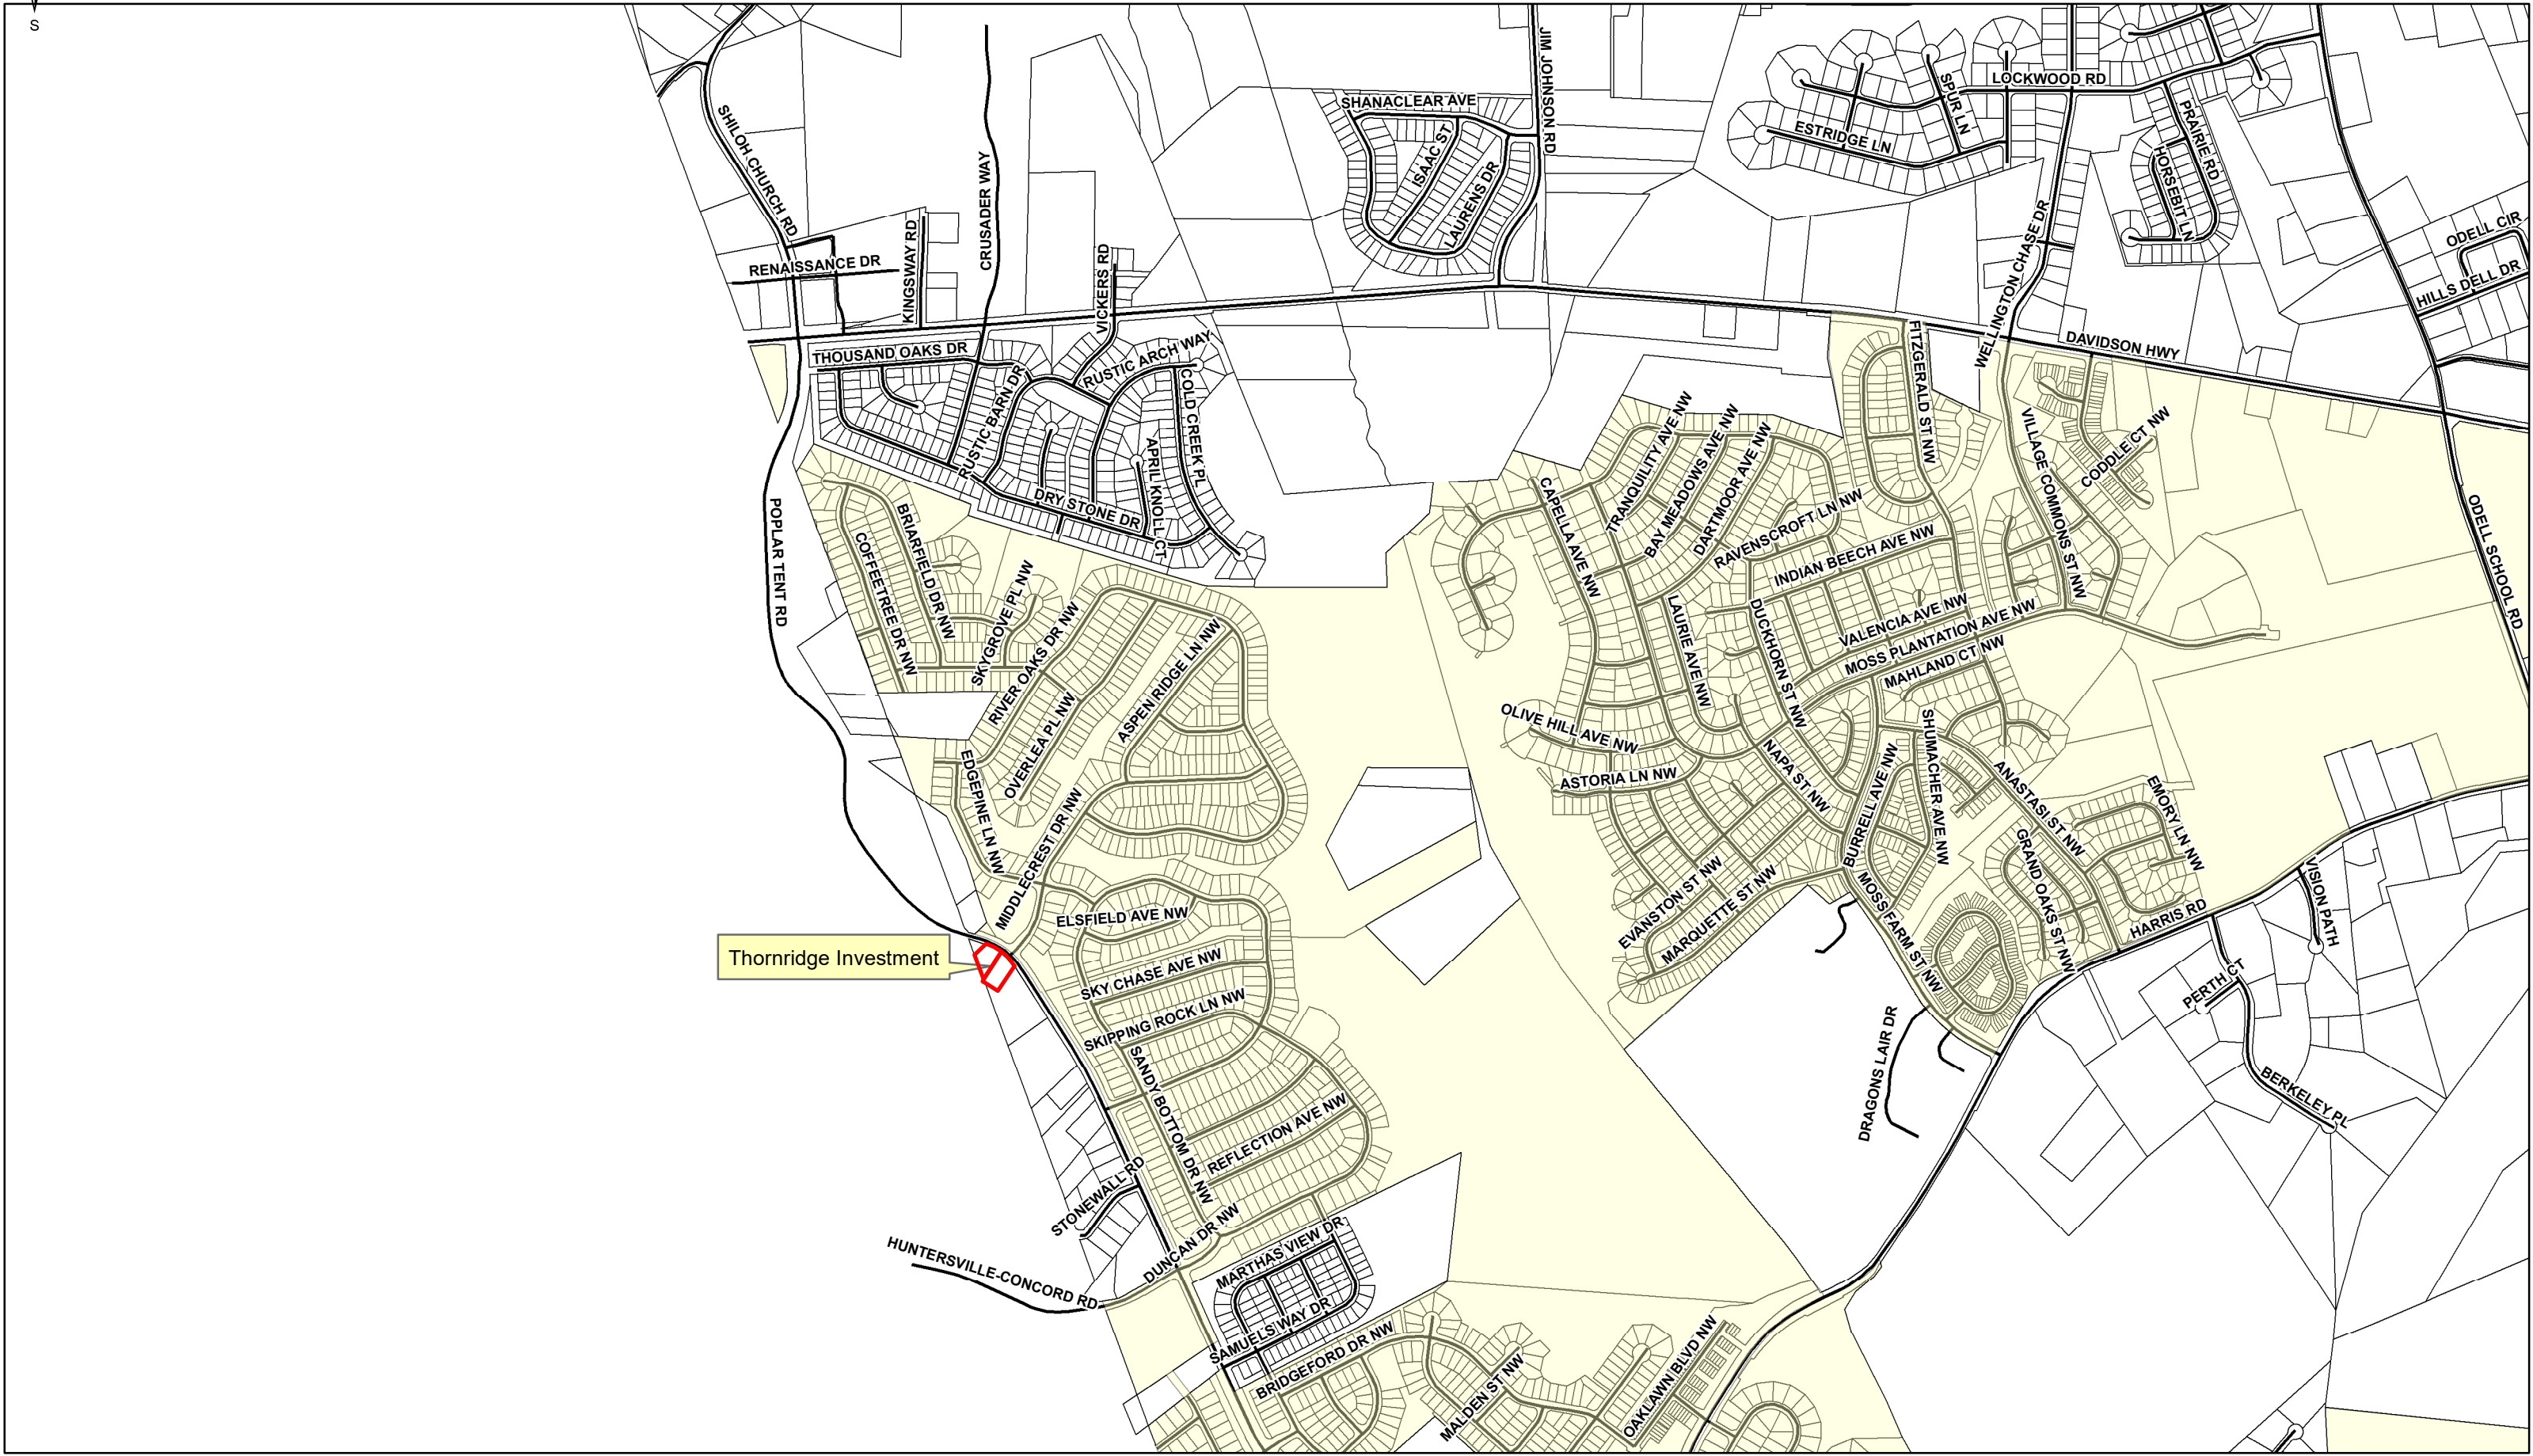 S
JIM JOHNSON RD
LOCKWOOD RD
SHANACLEAR AVE
SPUR LN
SHILOH CHURCH RD
ESTRIDGE LN
PRAIRIE RD
ISAAC ST
CRUSADER WAY
HORSEBIT LN
LAURENS DR
ODELL CIR
KINGSWAY RD
RENAISSANCE DR
VICKERS RD
WELLINGTON CHASE DR
HILLS DELL DR
THOUSAND OAKS DR
RUSTIC ARCH WAY
FITZGERALD ST NW
DAVIDSON HWY
RUSTIC BARN DR
COLD CREEK PL
TRANQUILITY AVE NW
BAY MEADOWS AVE NW
DARTMOOR AVE NW
VILLAGE COMMONS ST NW
CODDLE CT NW
APRIL KNOLL CT
DRY STONE DR
CAPELLA AVE NW
RAVENSCROFT LN NW
POPLAR TENT RD
BRIARFIELD DR NW
COFFEETREE DR NW
INDIAN BEECH AVE NW
ODELL SCHOOL RD
SKYGROVE PL NW
RIVER OAKS DR NW
LAURIE AVE NW
DUCKHORN ST NW
VALENCIA AVE NW
MOSS PLANTATION AVE NW
MAHLAND CT NW
ASPEN RIDGE LN NW
OVERLEA PL NW
OLIVE HILL AVE NW
SHUMACHER AVE NW
EDGEPINE LN NW
ASTORIA LN NW
NAPA ST NW
BURRELL AVE NW
ANASTASI ST NW
EMORY LN NW
MIDDLECREST DR NW
GRAND OAKS ST NW
EVANSTON ST NW
MARQUETTE ST NW
MOSS FARM ST NW
VISION PATH
ELSFIELD AVE NW
HARRIS RD
Thornridge Investment
SKY CHASE AVE NW
PERTH CT
SKIPPING ROCK LN NW
DRAGONS LAIR DR
SANDY BOTTOM DR NW
BERKELEY PL
REFLECTION AVE NW
STONEWALL RD
DUNCAN DR NW
HUNTERSVILLE-CONCORD RD
MARTHAS VIEW DR
SAMUELS WAY DR
BRIDGEFORD DR NW
MALDEN ST NW
OAKLAWN BLVD NW